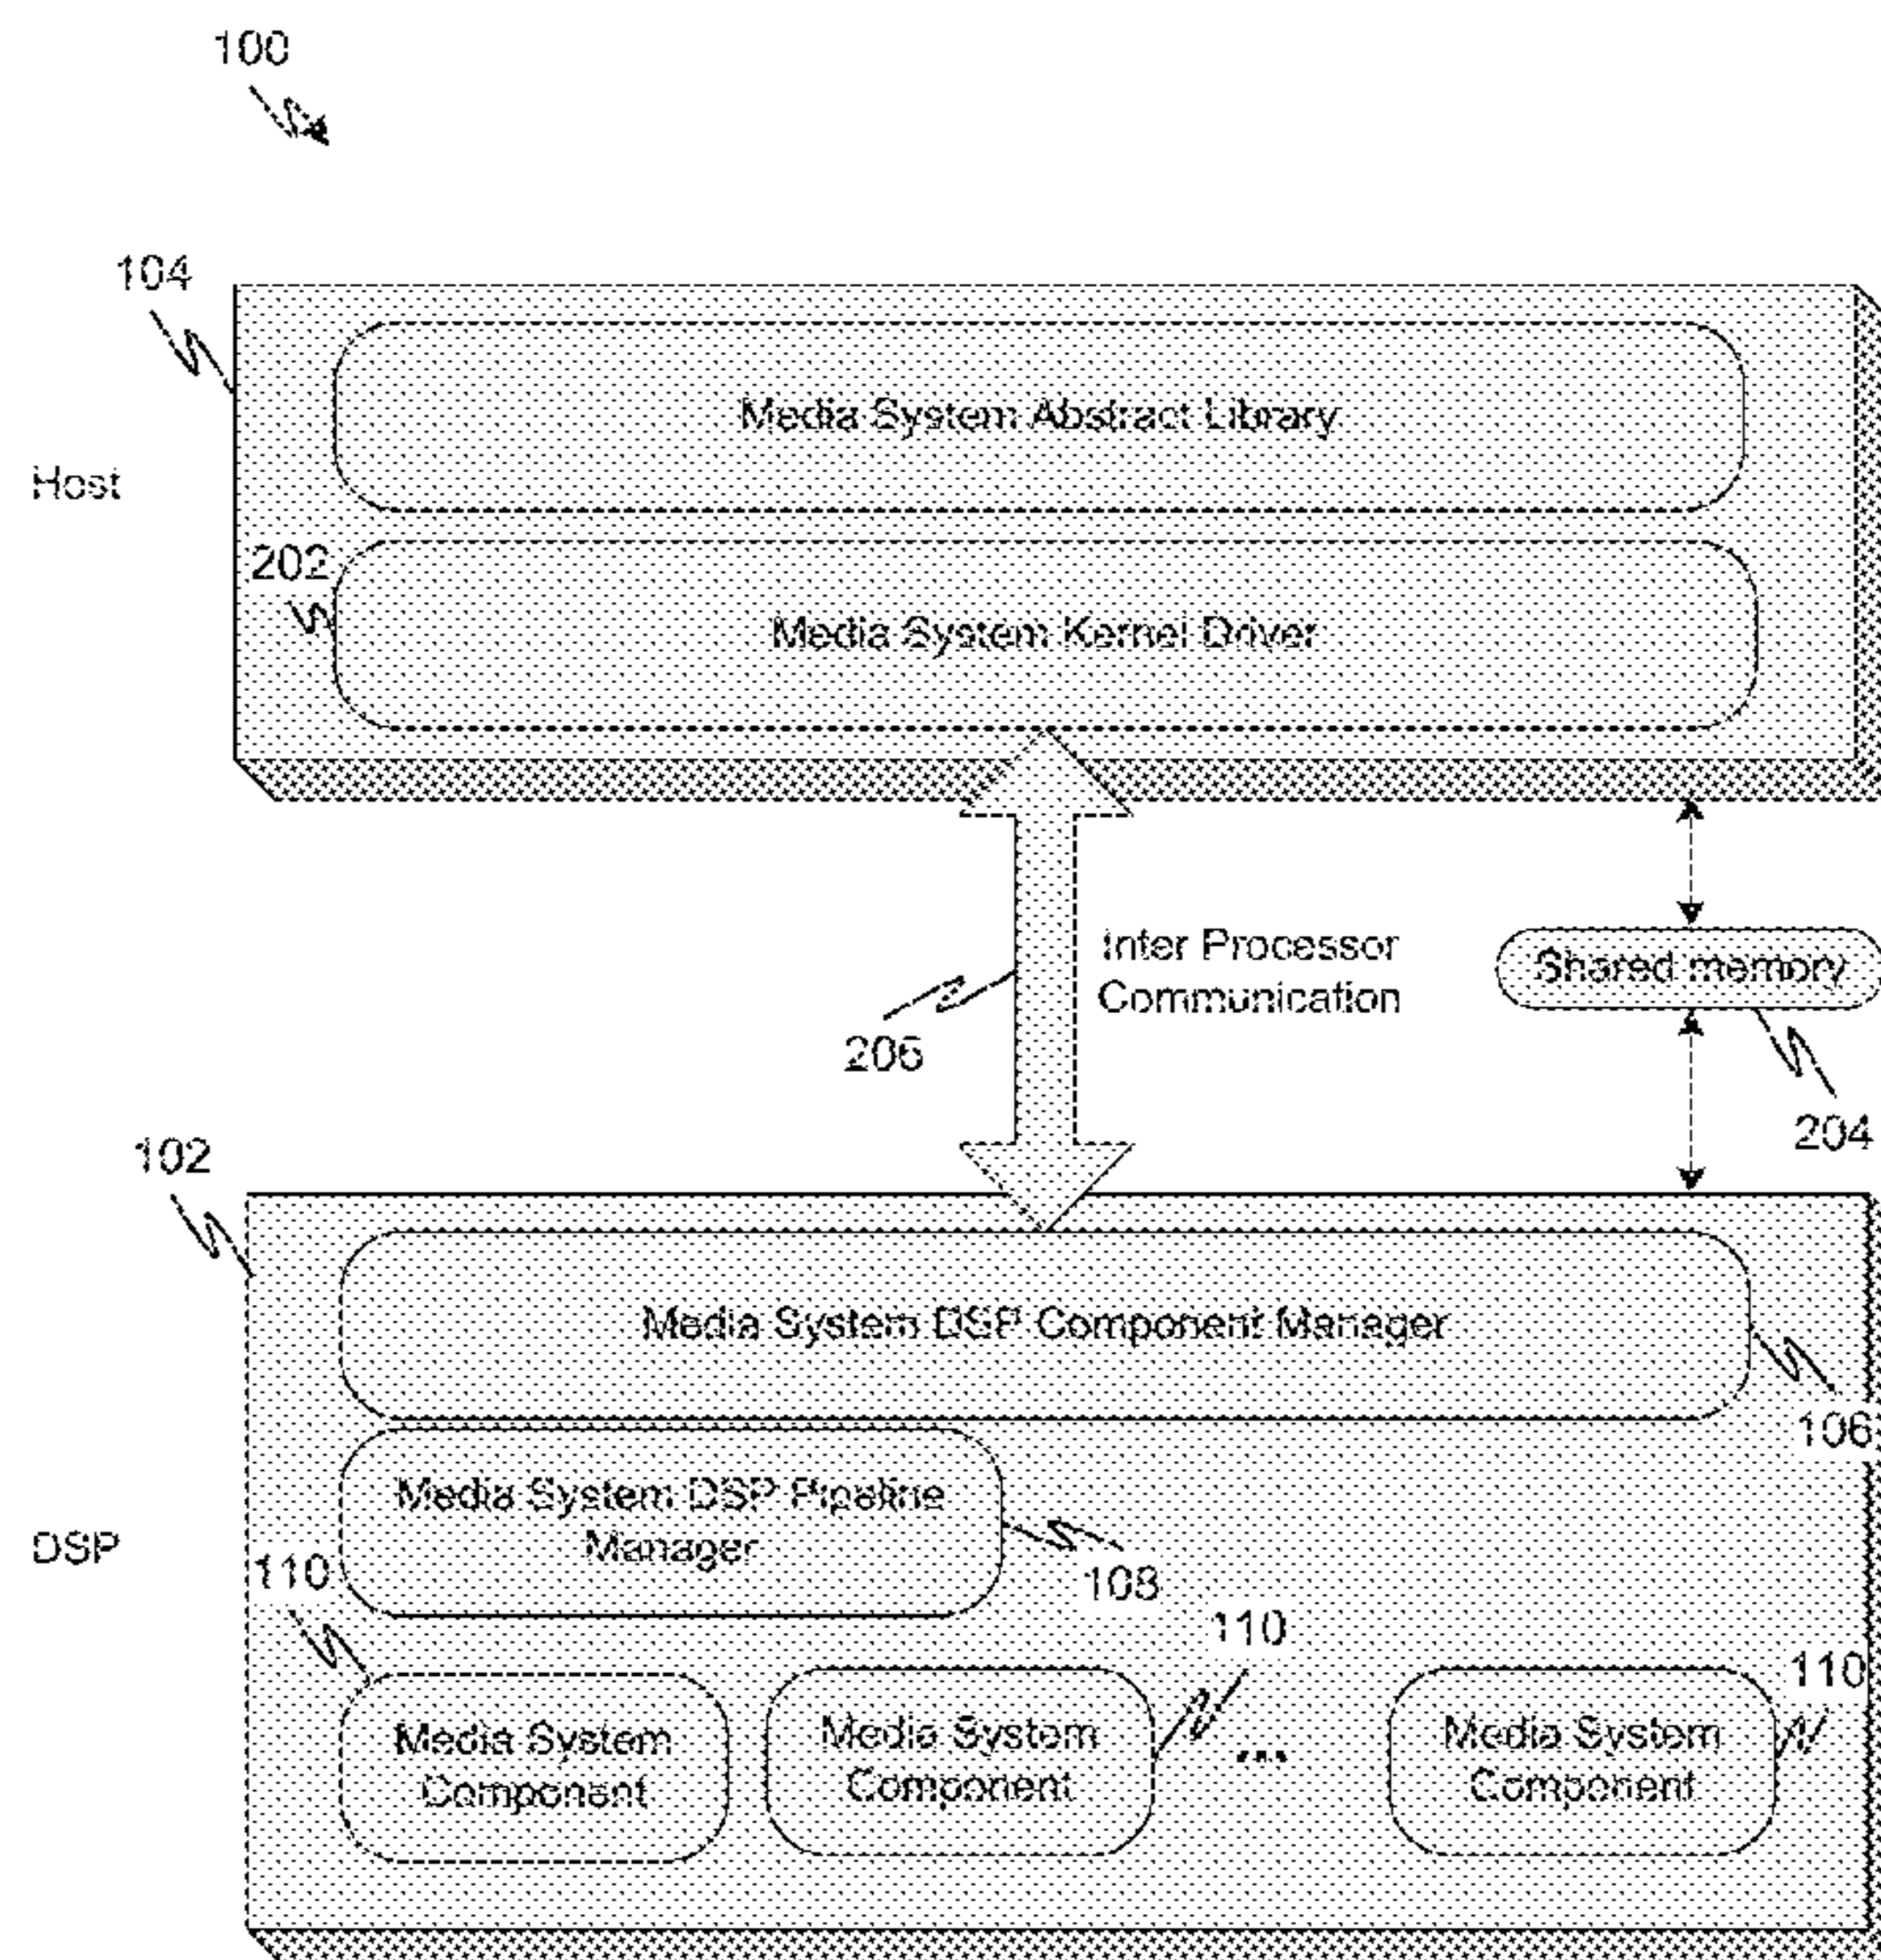 100
104
Media System Abstract Library
Host
202
Media System Kernel Driver
Inter Processor
Communication
Shared memory
206
204
102
Media System DSP Component Manager
106
Media System DSP Pipeline
Manager
DSP
110
108
110
110
Media System
Component
Media System
Component
...
Media System
Component